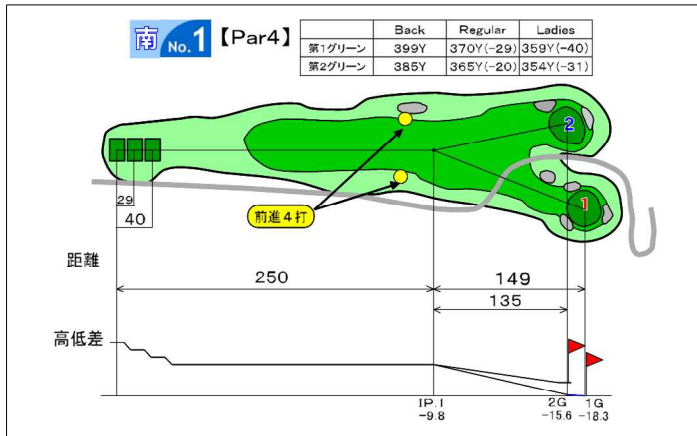 南 No.1 【Par4】
Back Regular Ladies
第1グリーン 399Y 370Y(-29) 359Y(-40)
第2グリーン 385Y 365Y(-20) 354Y(-31)
2
1
29
40
前進4打
距離
250 149
135
高低差
IP.1 2G 1G
-9.8 -15.6 -18.3